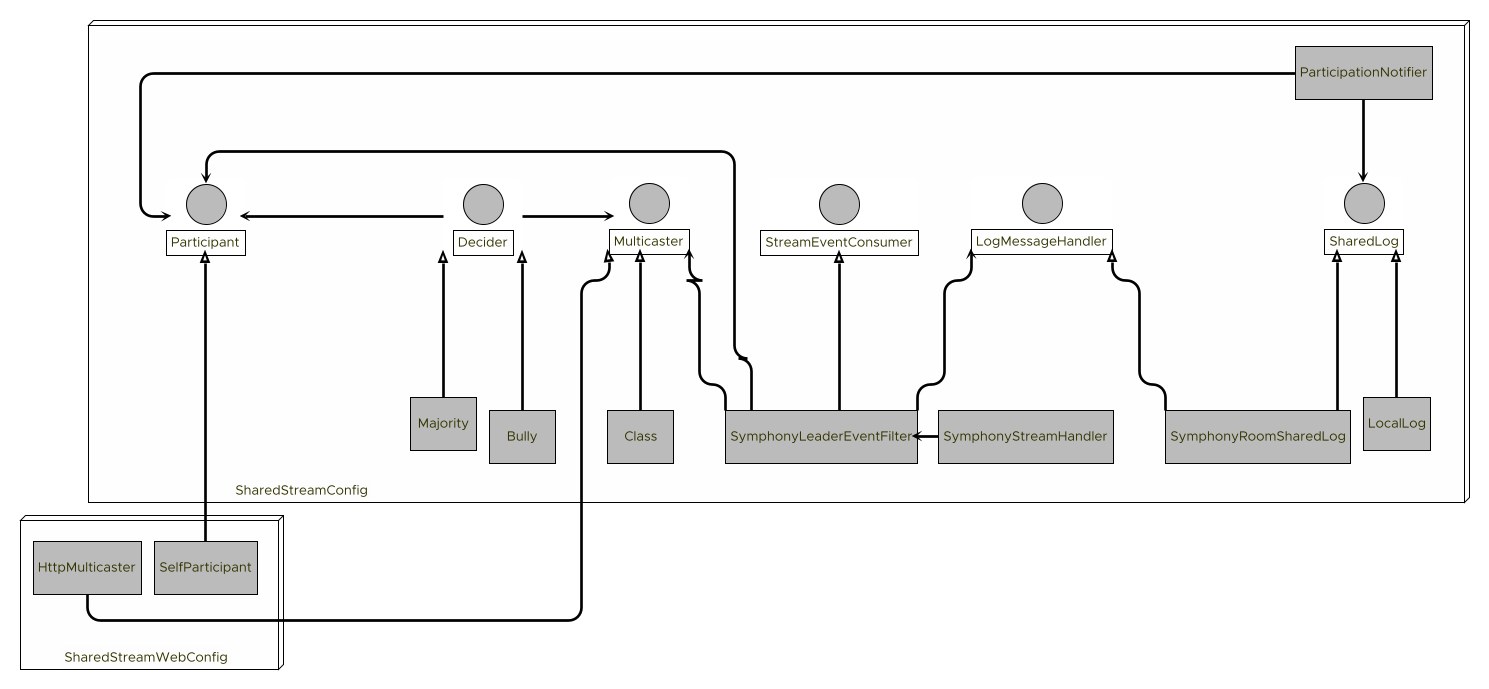 ParticipationNotifier
Participant
Decider
Multicaster
StreamEventConsumer
LogMessageHandler
SharedLog
Majority
Bully
Class
SymphonyLeaderEventFilter
SymphonyStreamHandler
SymphonyRoomSharedLog
LocalLog
SharedStreamConfig
HttpMulticaster
SelfParticipant
SharedStreamWebConfig